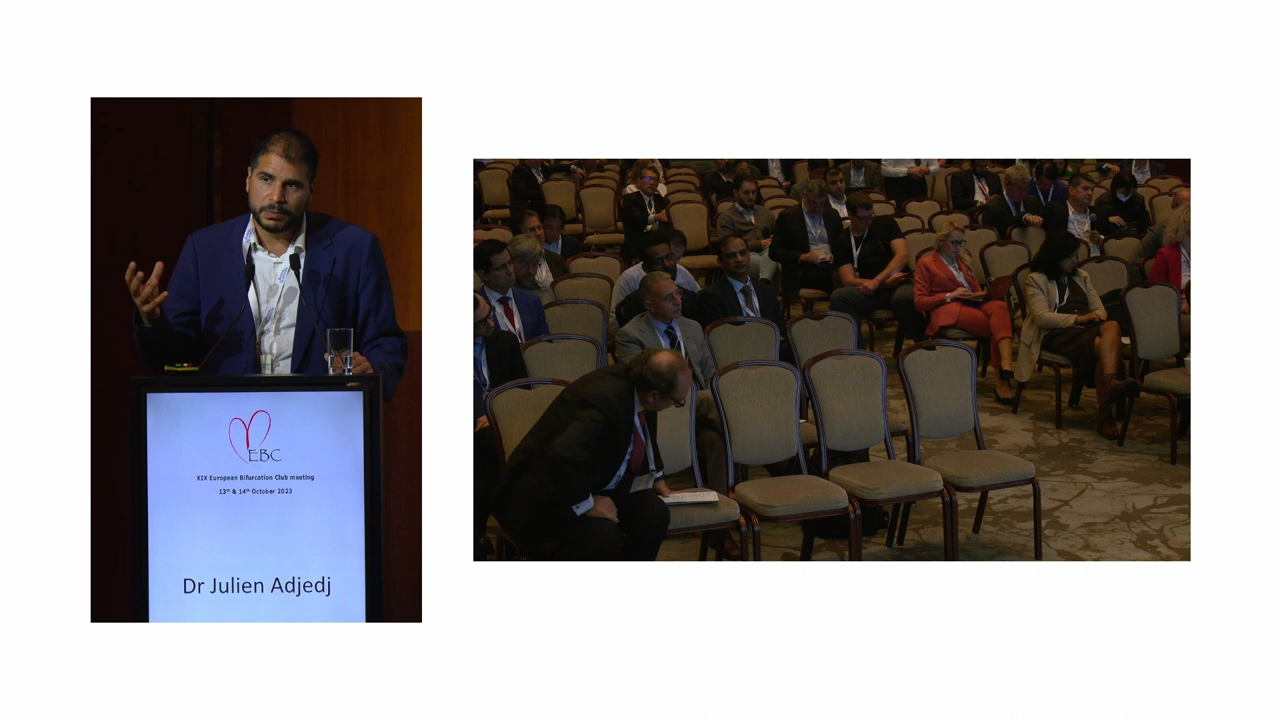 EBC
XIX European Bifurcation Club meeting
13th & 14th October 2023
Dr Julien Adjedj